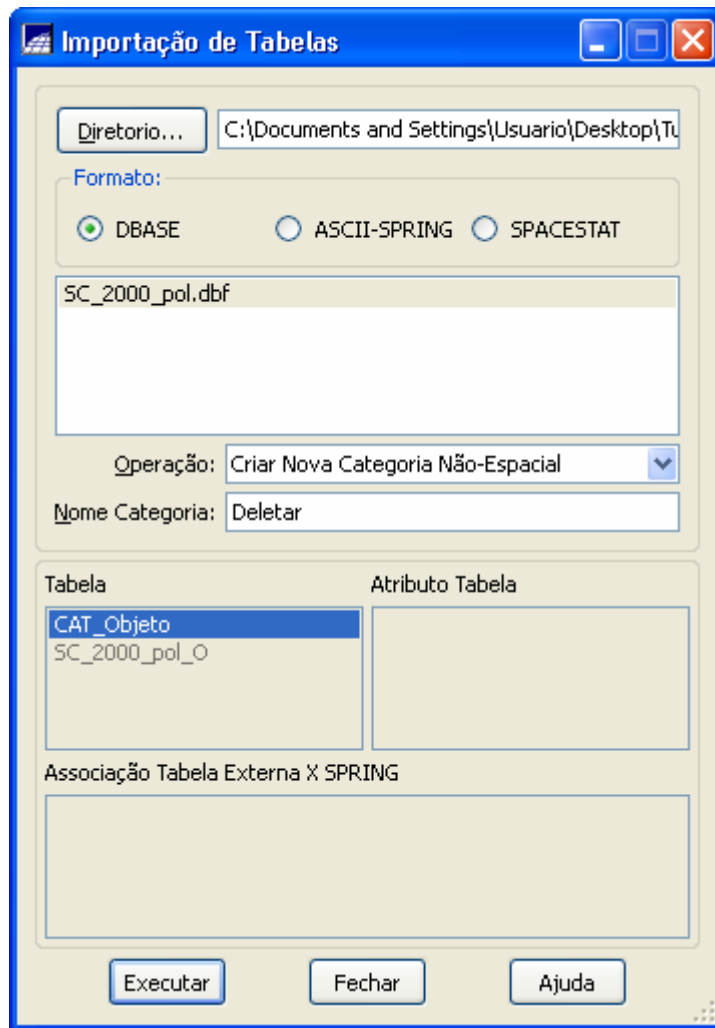 Importação de Tabelas
Diretorio... C:\Documents and Settings\Usuario\Desktop\Tu
Formato:
DBASE ASCII-SPRING SPACESTAT
SC_2000_pol.dbf
Operação: Criar Nova Categoria Não-Espacial
Nome Categoria: Deletar
Tabela Atributo Tabela
CAT_Objeto
SC_2000_pol_O
Associação Tabela Externa X SPRING
Executar Fechar Ajuda